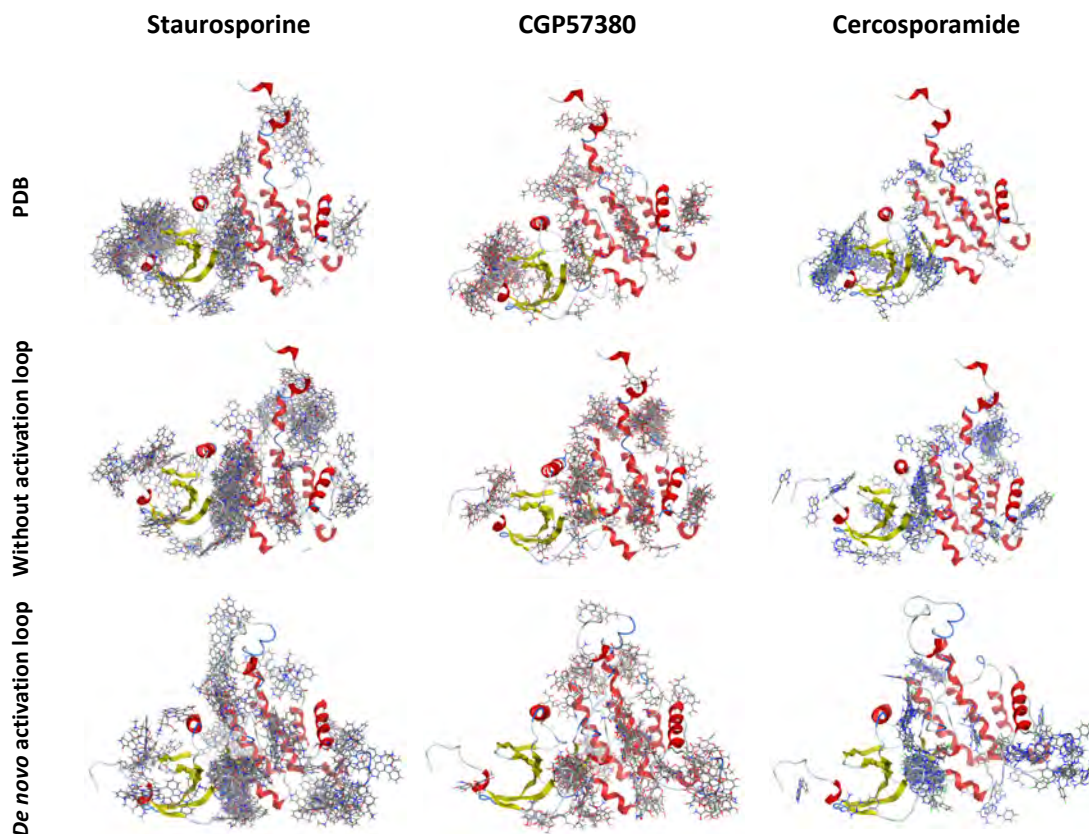 Staurosporine
CGP57380
Cercosporamide
PDB
Without activation loop
De novo activation loop